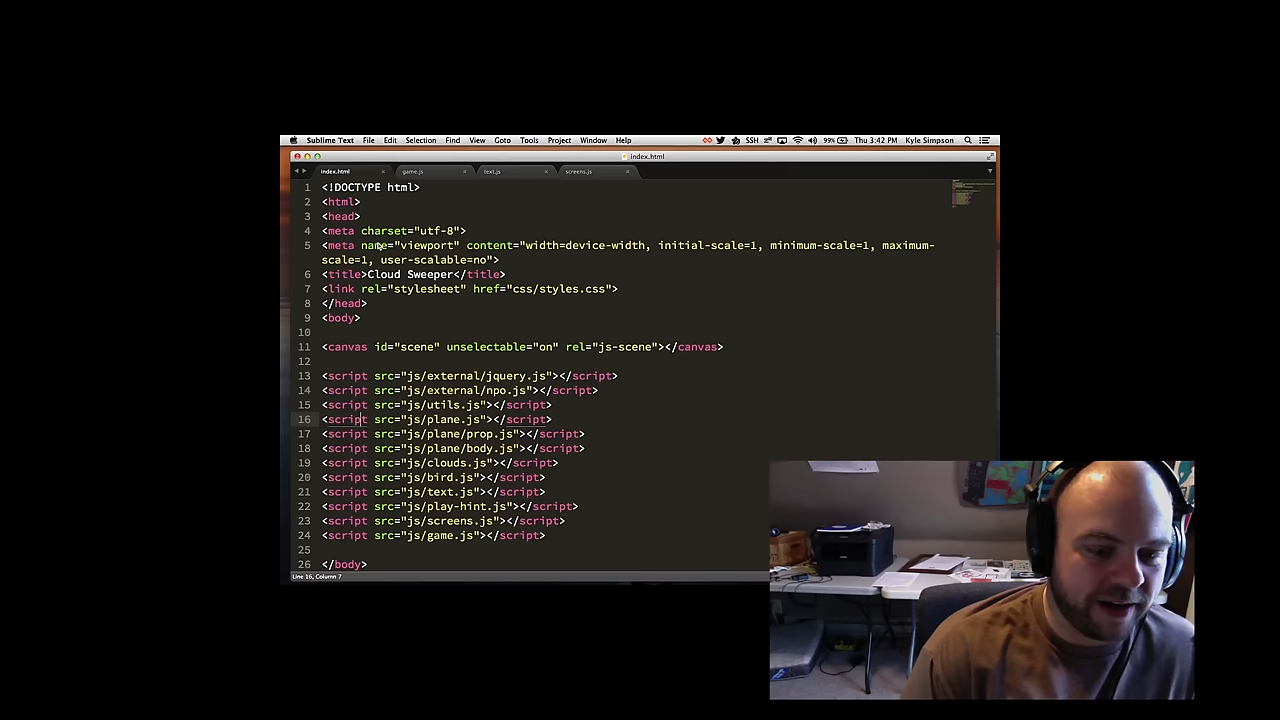 Sublime Text File Edit Selection Find View Goto Tools Project Window Help SSH 99% Thu 3:42 PM Kyle Simpson
index.html
index.html game.js text.js screens.js
1 <!DOCTYPE html>
2 <html>
3 <head>
4 <meta charset="utf-8">
5 <meta name="viewport" content="width=device-width, initial-scale=1, minimum-scale=1, maximum-
scale=1, user-scalable=no">
6 <title>Cloud Sweeper</title>
7 <link rel="stylesheet" href="css/styles.css">
8 </head>
9 <body>
10
11 <canvas id="scene" unselectable="on" rel="js-scene"></canvas>
12
13 <script src="js/external/jquery.js"></script>
14 <script src="js/external/npo.js"></script>
15 <script src="js/utils.js"></script>
16 <script src="js/plane.js"></script>
17 <script src="js/plane/prop.js"></script>
18 <script src="js/plane/body.js"></script>
19 <script src="js/clouds.js"></script>
20 <script src="js/bird.js"></script>
21 <script src="js/text.js"></script>
22 <script src="js/play-hint.js"></script>
23 <script src="js/screens.js"></script>
24 <script src="js/game.js"></script>
25
26 </body>
Line 16, Column 7